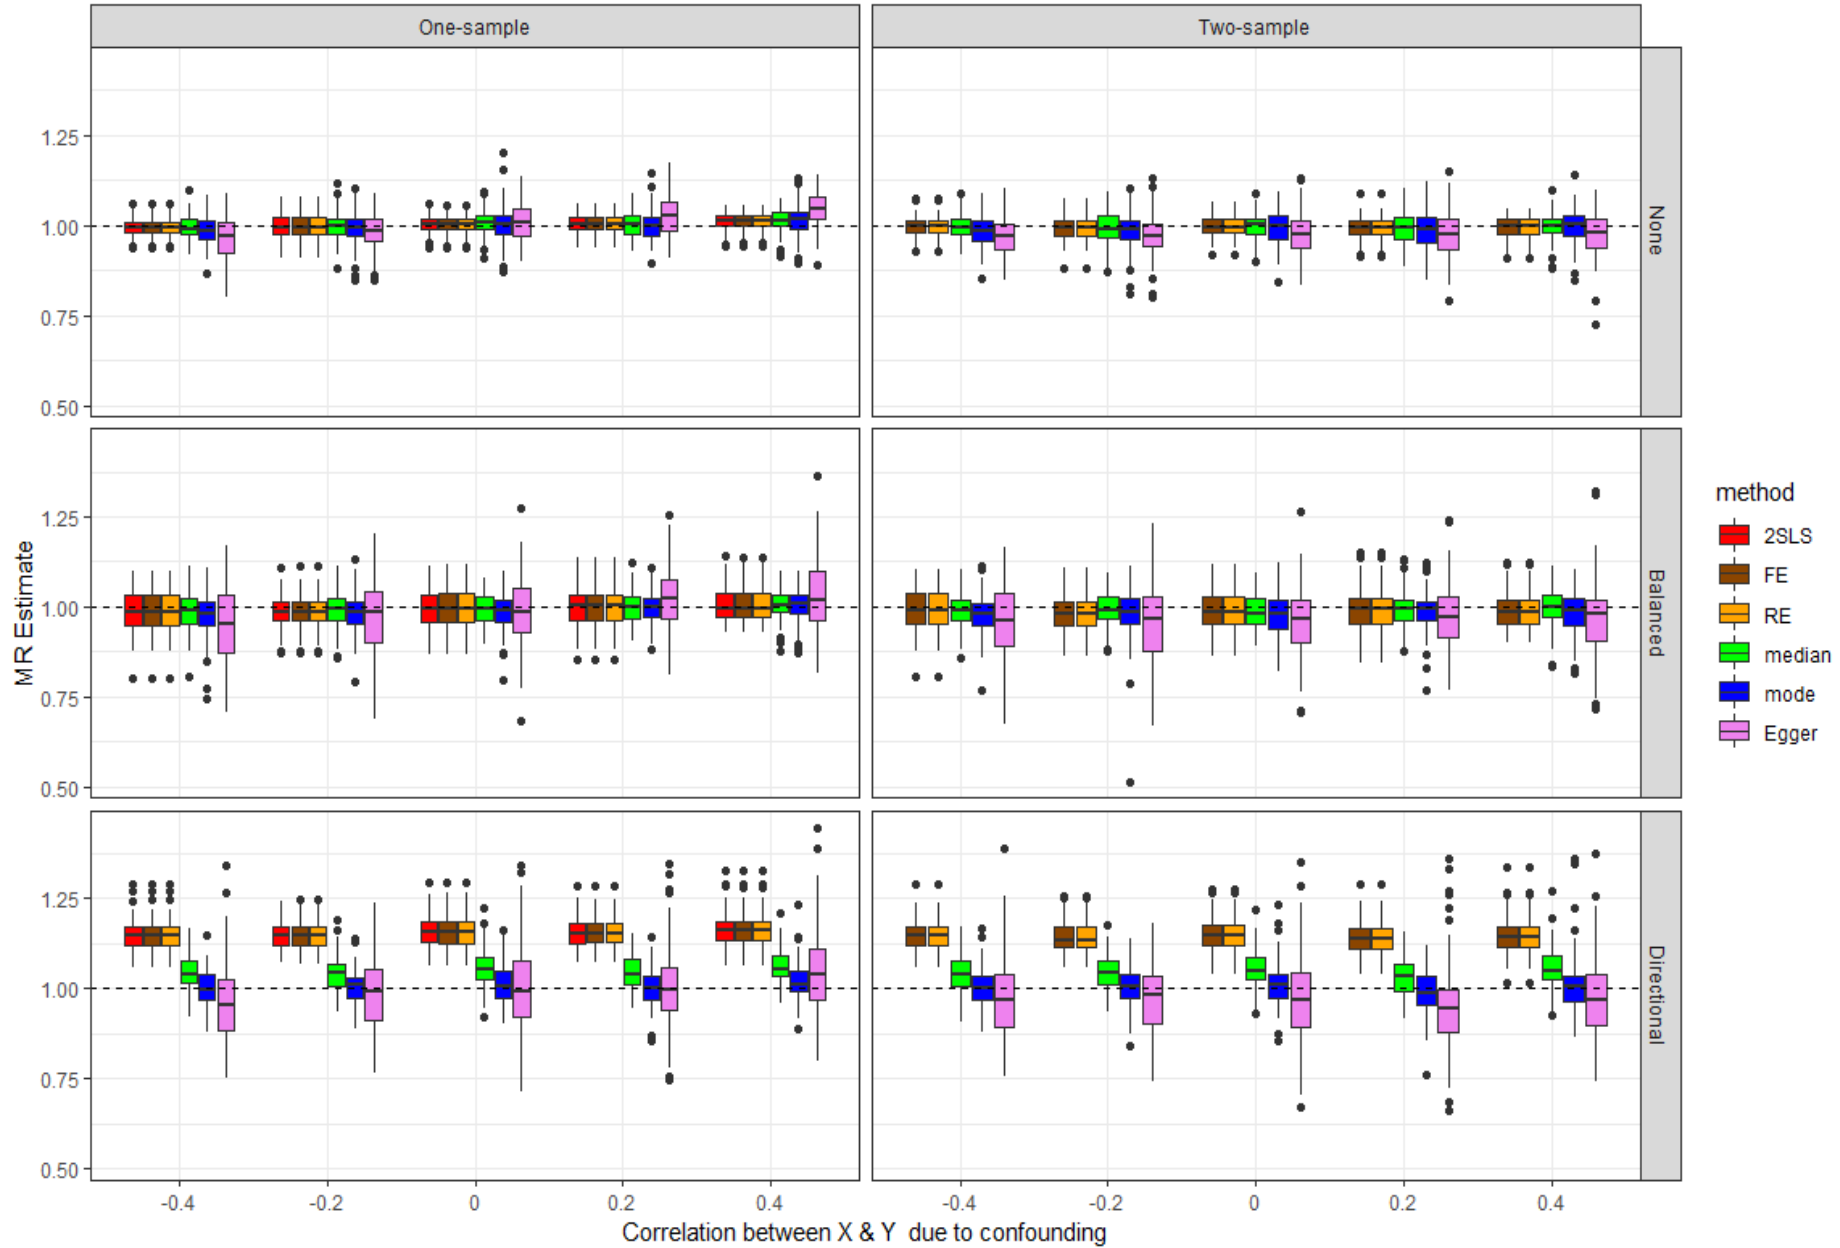 One-sample
Two-sample
1.25
1.00
0.75
0.50
None
1.25
1.00
0.75
0.50
Balanced
1.25
1.00
0.75
0.50
Directional
MR Estimate
-0.4
-0.2
0
0.2
0.4
-0.4
-0.2
0
0.2
0.4
Correlation between X & Y due to confounding
method
2SLS
FE
RE
median
mode
Egger